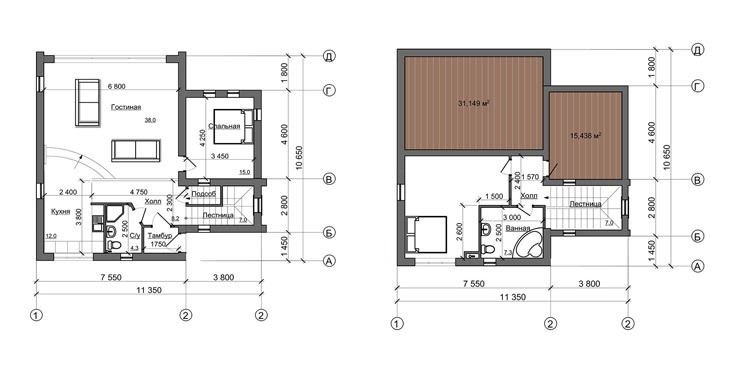 6 800
Гостиная
38,0
Спальная
4 250
3 450
15,0
2 400
4 750
Подсоб
2 300
Холл
8,2
Лестница
7,0
Кухня
3 800
12,0
2 500
С/у
4,3
Тамбур
1750
1 800
4 600
2 800
1 450
10 650
Д
Г
В
Б
А
7 550
3 800
11 350
1
2
2
31,149 м²
15,438 м²
2 400
1 570
1 500
Холл
Лестница
7,0
2 600
3 000
2 500
Ванная
7,3
1 800
4 600
2 800
1 450
10 650
Д
Г
В
Б
А
7 550
3 800
11 350
1
2
2